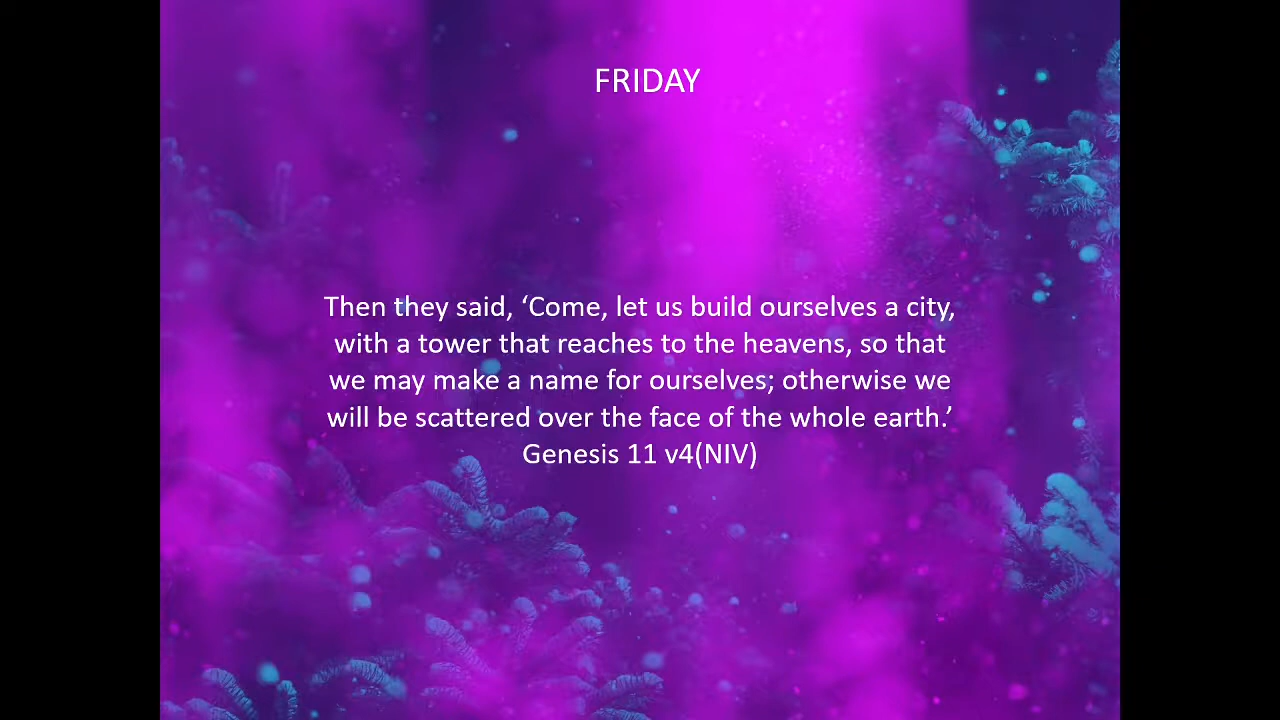 FRIDAY
Then they said, ‘Come, let us build ourselves a city,
with a tower that reaches to the heavens, so that
we may make a name for ourselves; otherwise we
will be scattered over the face of the whole earth.’
Genesis 11 v4(NIV)